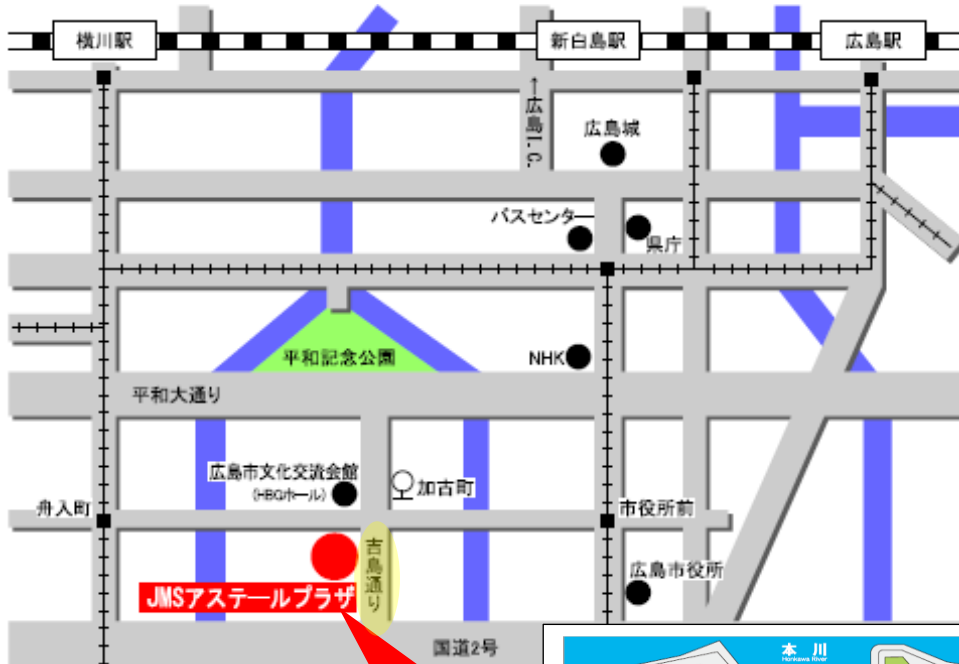 横川駅
新白島駅
広島駅
←広島I.C.
広島城
バスセンター
県庁
平和記念公園
NHK
平和大通り
広島市文化交流会館
(HBGホール)
加古町
舟入町
市役所前
吉島通り
広島市役所
JMSアステールプラザ
国道2号
本川
Honkawa River